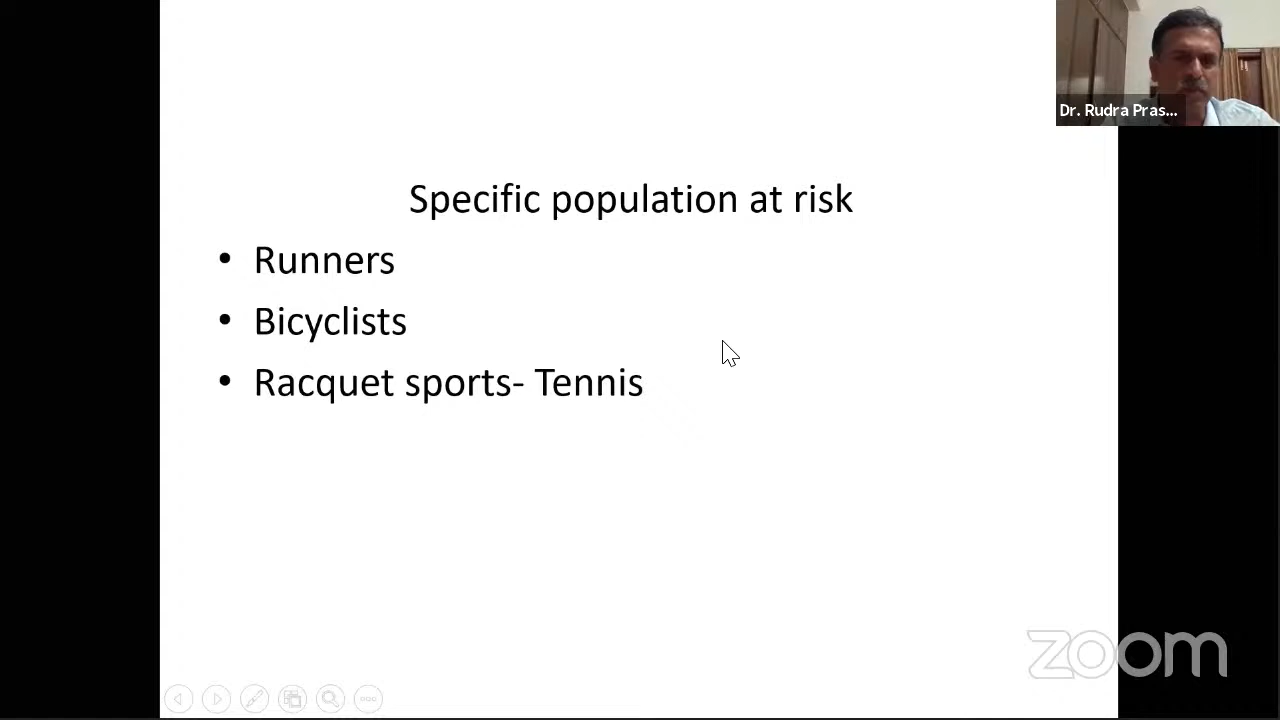 Dr. Rudra Pras...
Specific population at risk
• Runners
• Bicyclists
• Racquet sports- Tennis
zoom